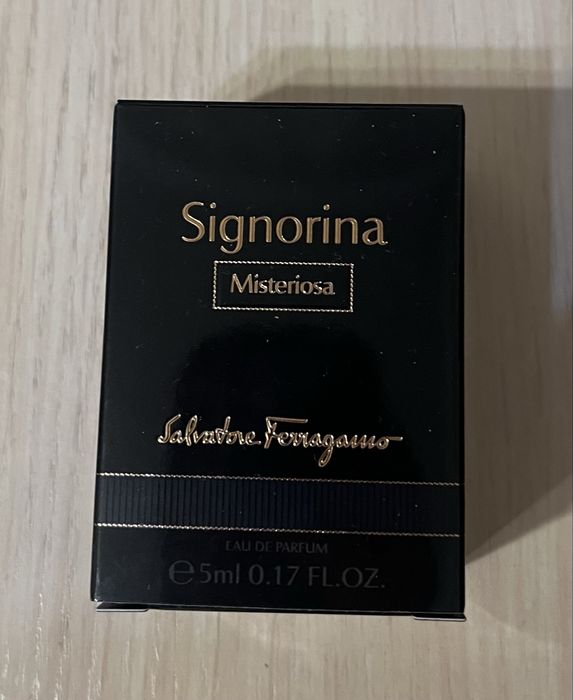 Signorina
Misteriosa
Salvatore Ferragamo
EAU DE PARFUM
℮5ml 0.17 FL.OZ.